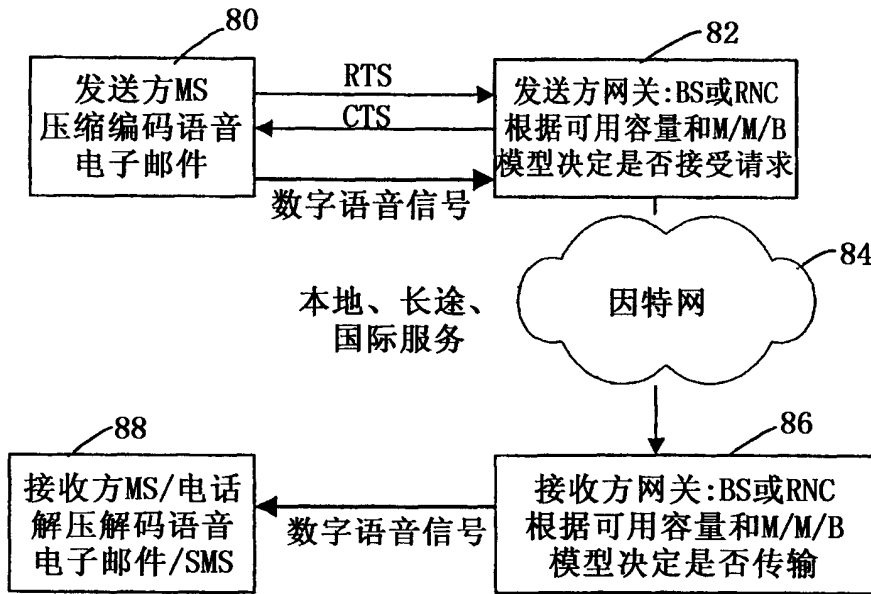 80
发送方MS
压缩编码语音
电子邮件
RTS
CTS
数字语音信号
82
发送方网关:BS或RNC
根据可用容量和M/M/B
模型决定是否接受请求
84
因特网
本地、长途、
国际服务
86
接收方网关:BS或RNC
根据可用容量和M/M/B
模型决定是否传输
数字语音信号
88
接收方MS/电话
解压解码语音
电子邮件/SMS